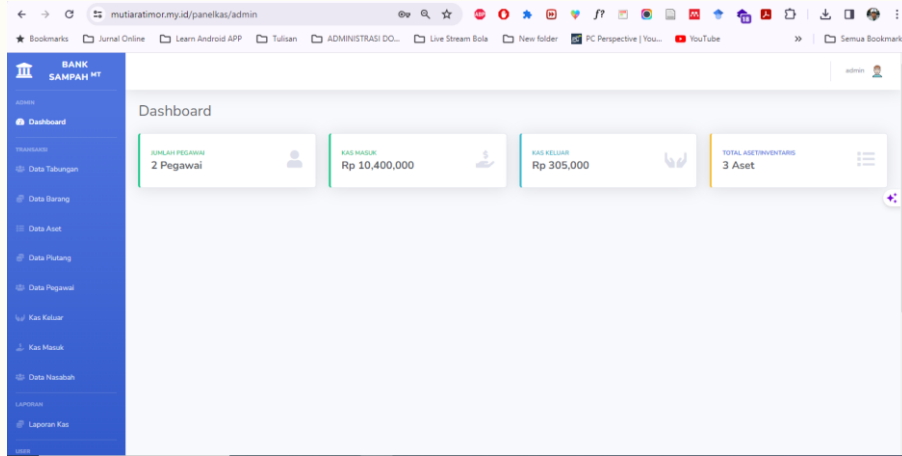 mutiaratimor.my.id/panelkas/admin
Bookmarks Jurnal Online Learn Android APP Tulisan ADMINISTRASI DO... Live Stream Bola New folder PC Perspective | You... YouTube » Semua Bookmark
BANK
SAMPAH MT
admin
ADMIN
Dashboard
Dashboard
TRANSAKSI
JUMLAH PEGAWAI
2 Pegawai
KAS MASUK
Rp 10,400,000
KAS KELUAR
Rp 305,000
TOTAL ASET/INVENTARIS
3 Aset
Data Tabungan
Data Barang
Data Aset
Data Piutang
Data Pegawai
Kas Keluar
Kas Masuk
Data Nasabah
LAPORAN
Laporan Kas
USER